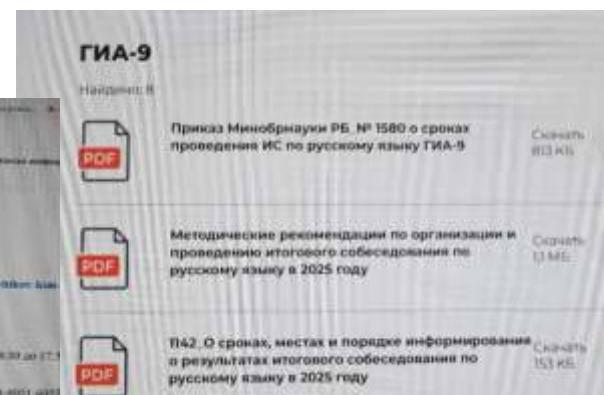 ГИА-9
Найдено: 8
PDF
Приказ Минобрнауки РБ_№ 1580 о сроках
проведения ИС по русскому языку ГИА-9
Скачать
813 КБ
PDF
Методические рекомендации по организации и
проведению итогового собеседования по
русскому языку в 2025 году
Скачать
1,1 МБ
PDF
1142_О сроках, местах и порядке информирования
о результатах итогового собеседования по
русскому языку в 2025 году
Скачать
153 КБ